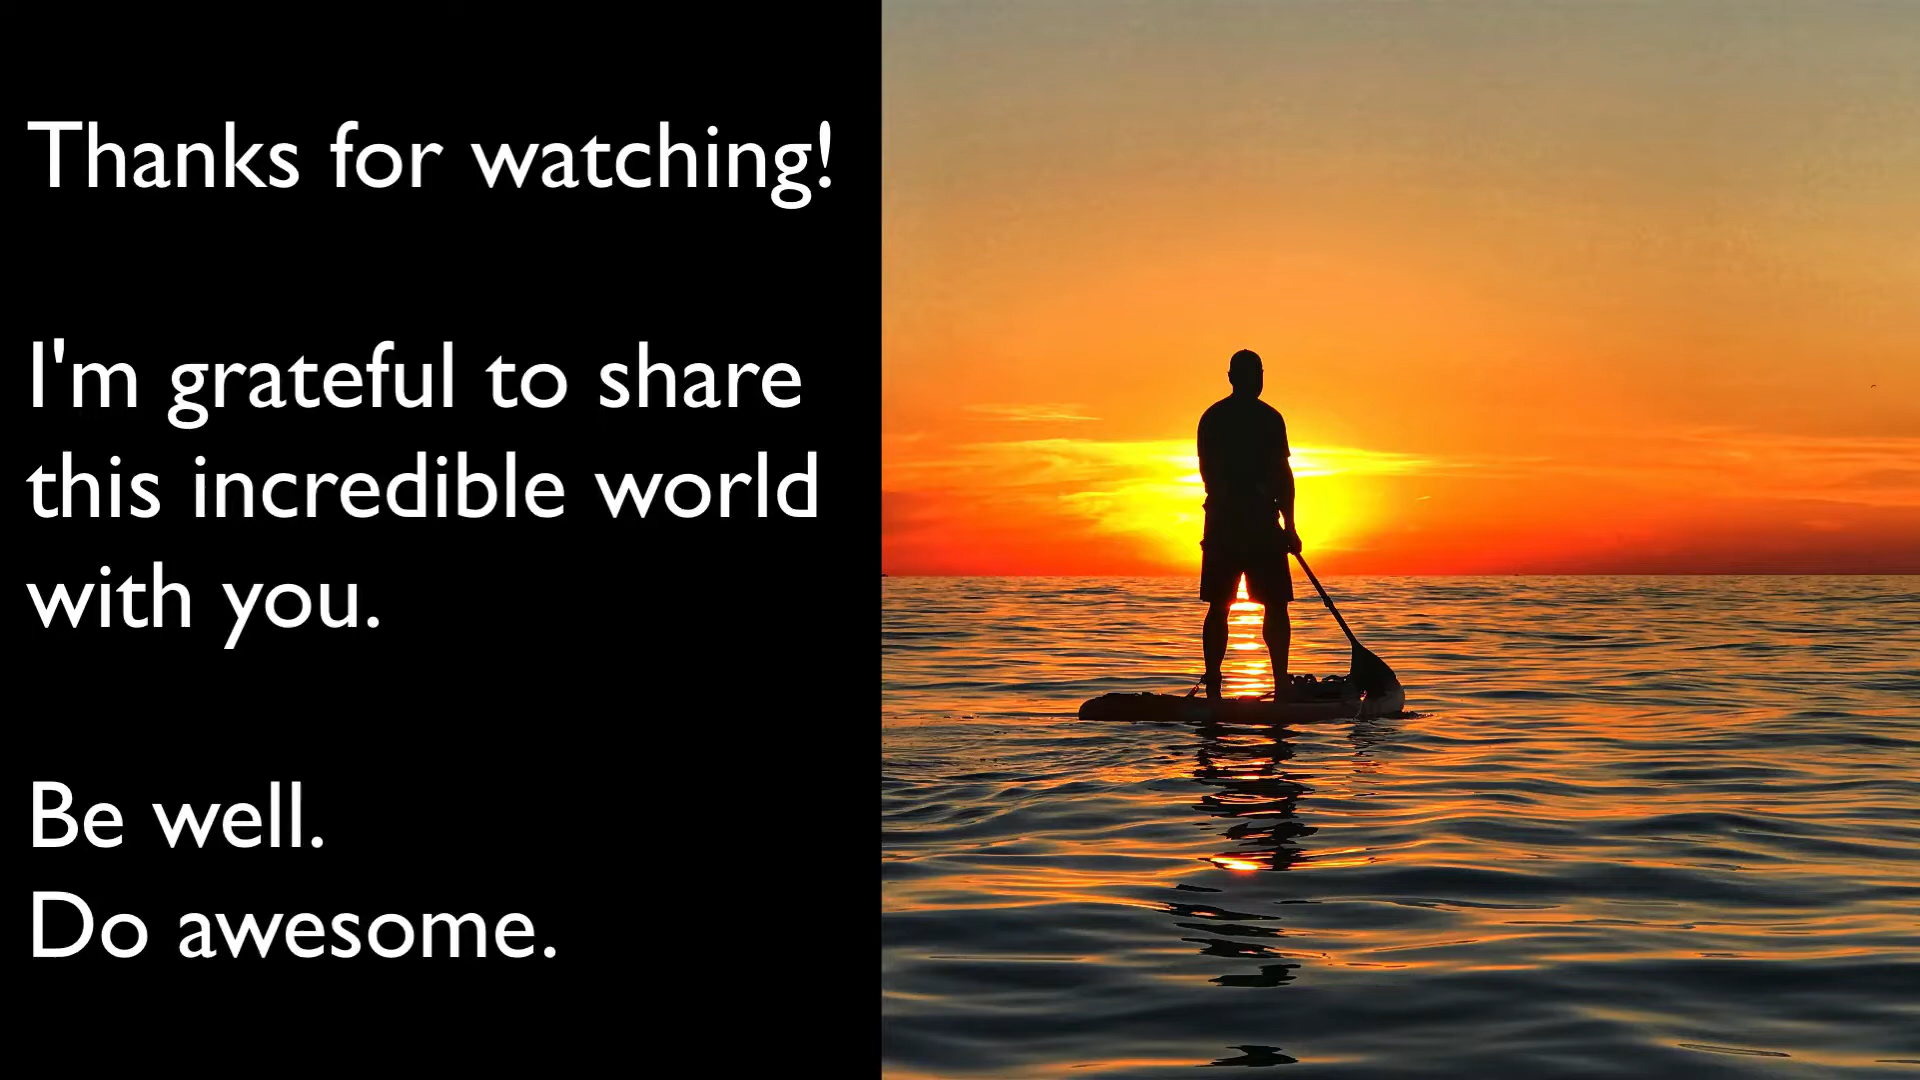 Thanks for watching!
I'm grateful to share
this incredible world
with you.
Be well.
Do awesome.